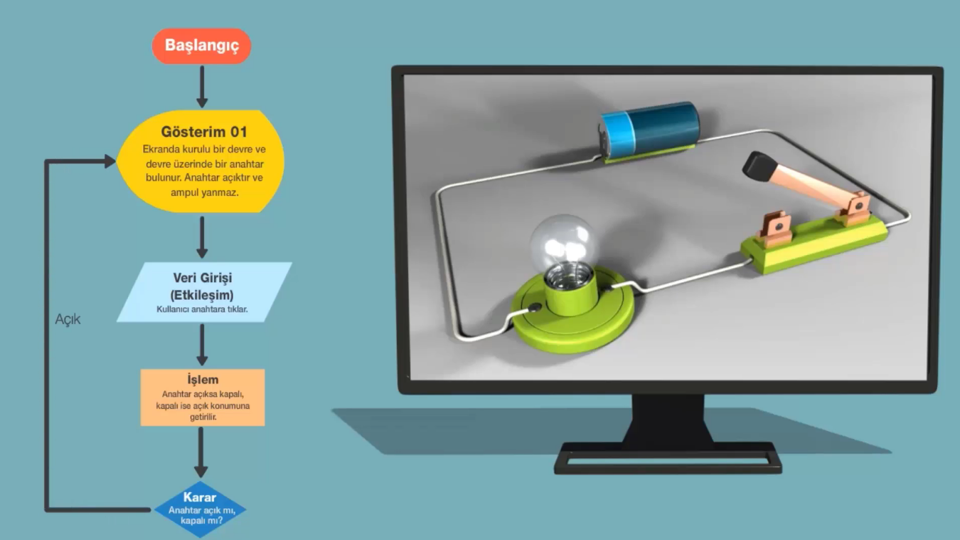 Başlangıç
Gösterim 01
Ekranda kurulu bir devre ve
devre üzerinde bir anahtar
bulunur. Anahtar açıktır ve
ampul yanmaz.
Veri Girişi
(Etkileşim)
Kullanıcı anahtara tıklar.
Açık
İşlem
Anahtar açıksa kapalı,
kapalı ise açık konumuna
getirilir.
Karar
Anahtar açık mı,
kapalı mı?